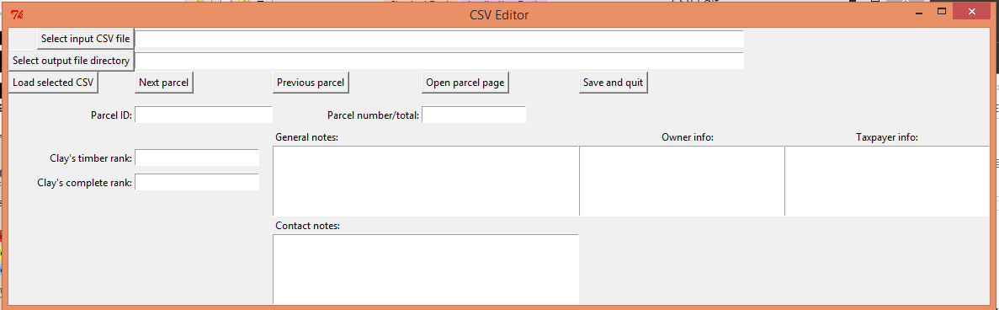 CSV Editor
Select input CSV file
Select output file directory
Load selected CSV Next parcel Previous parcel Open parcel page Save and quit
Parcel ID: Parcel number/total:
General notes: Owner info: Taxpayer info:
Clay's timber rank:
Clay's complete rank:
Contact notes: